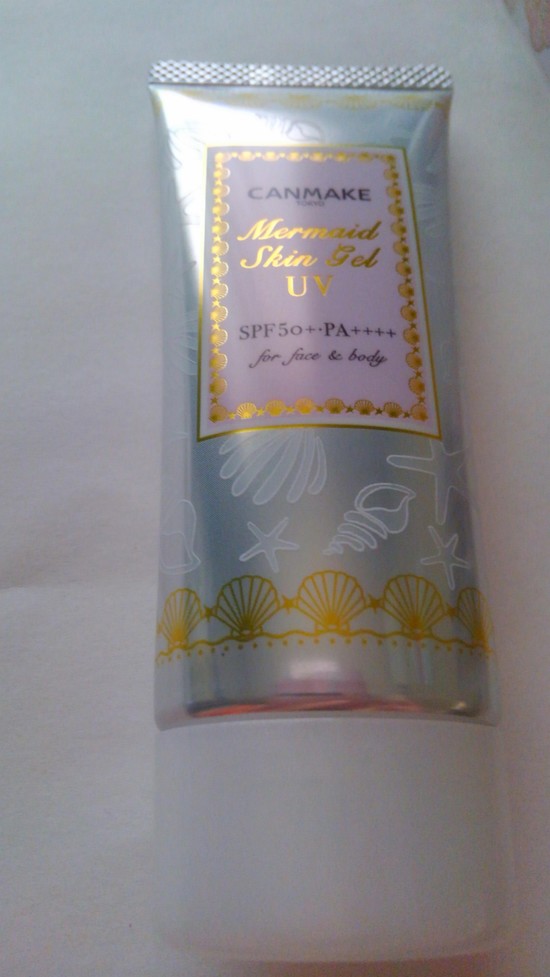 CANMAKE
TOKYO
Mermaid
Skin Gel
UV
SPF50+·PA++++
for face & body